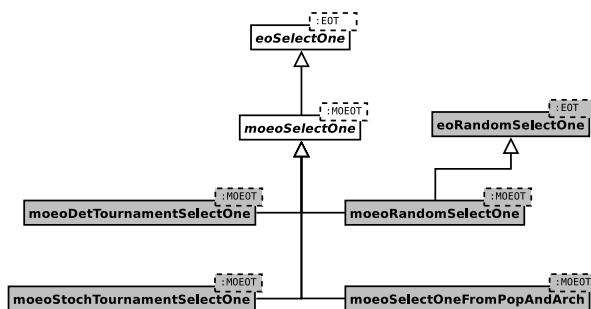 :EOT
eoSelectOne
:MOEOT
moeoSelectOne
:EOT
eoRandomSelectOne
:MOEOT
moeoDetTournamentSelectOne
:MOEOT
moeoRandomSelectOne
:MOEOT
moeoStochTournamentSelectOne
:MOEOT
moeoSelectOneFromPopAndArch